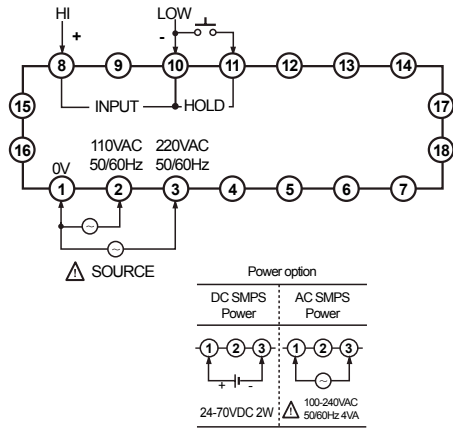 HI LOW
+ -
8 9 10 11 12 13 14
INPUT HOLD
15 17
16 18
110VAC 220VAC
0V 50/60Hz 50/60Hz
1 2 3 4 5 6 7
⚠ SOURCE
Power option
DC SMPS AC SMPS
Power Power
1 2 3 1 2 3
+ -
24-70VDC 2W ⚠ 100-240VAC
50/60Hz 4VA